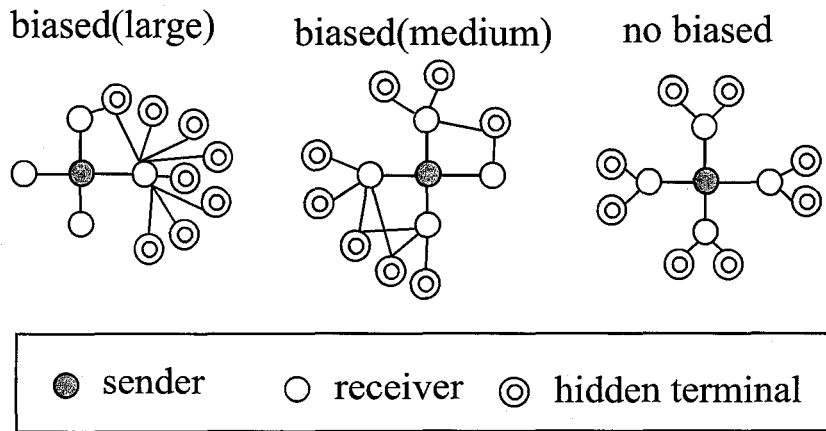 biased(large) biased(medium) no biased
sender receiver hidden terminal